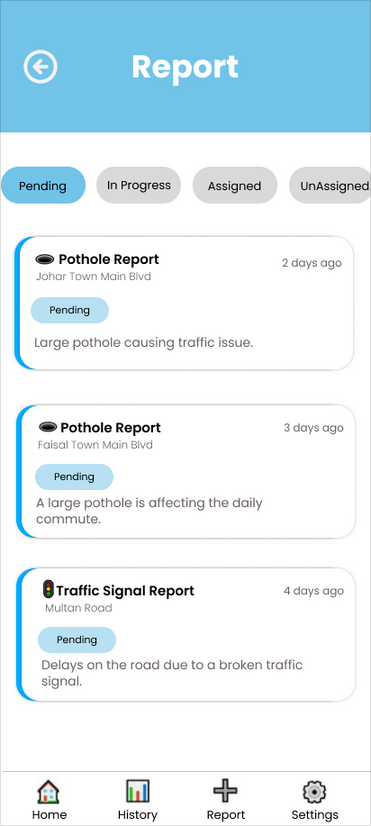 Report
Pending
In Progress
Assigned
UnAssigned
Pothole Report
2 days ago
Johar Town Main Blvd
Pending
Large pothole causing traffic issue.
Pothole Report
3 days ago
Faisal Town Main Blvd
Pending
A large pothole is affecting the daily
commute.
Traffic Signal Report
4 days ago
Multan Road
Pending
Delays on the road due to a broken traffic
signal.
Home
History
Report
Settings